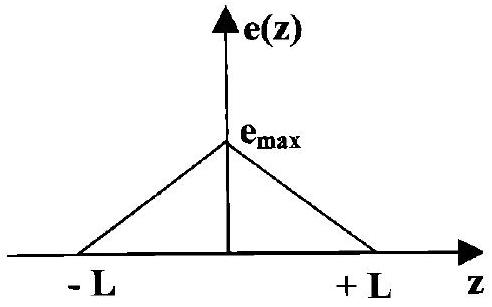 e(z)
e_max
- L
+ L
z